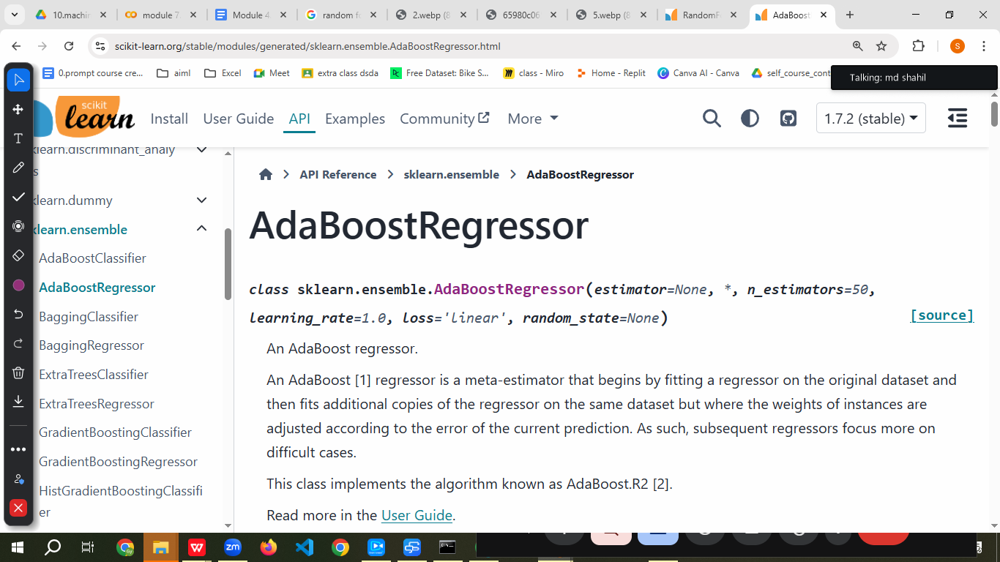 10.machin
module 7.
Module 4
random fo
2.webp (8
65980c06
5.webp (8
RandomFo
AdaBoost
scikit-learn.org/stable/modules/generated/sklearn.ensemble.AdaBoostRegressor.html
S
0.prompt course cre...
aiml
Excel
Meet
extra class dsda
Free Dataset: Bike S...
class - Miro
Home - Replit
Canva AI - Canva
self_course_cont
Talking: md shahil
scikit
learn
Install
User Guide
API
Examples
Community
More
1.7.2 (stable)
klearn.discriminant_analy
s
klearn.dummy
klearn.ensemble
AdaBoostClassifier
AdaBoostRegressor
BaggingClassifier
BaggingRegressor
ExtraTreesClassifier
ExtraTreesRegressor
GradientBoostingClassifier
GradientBoostingRegressor
HistGradientBoostingClassifi
er
API Reference
sklearn.ensemble
AdaBoostRegressor
AdaBoostRegressor
class sklearn.ensemble.AdaBoostRegressor(estimator=None, *, n_estimators=50,
learning_rate=1.0, loss='linear', random_state=None)
[source]
An AdaBoost regressor.
An AdaBoost [1] regressor is a meta-estimator that begins by fitting a regressor on the original dataset and
then fits additional copies of the regressor on the same dataset but where the weights of instances are
adjusted according to the error of the current prediction. As such, subsequent regressors focus more on
difficult cases.
This class implements the algorithm known as AdaBoost.R2 [2].
Read more in the User Guide.